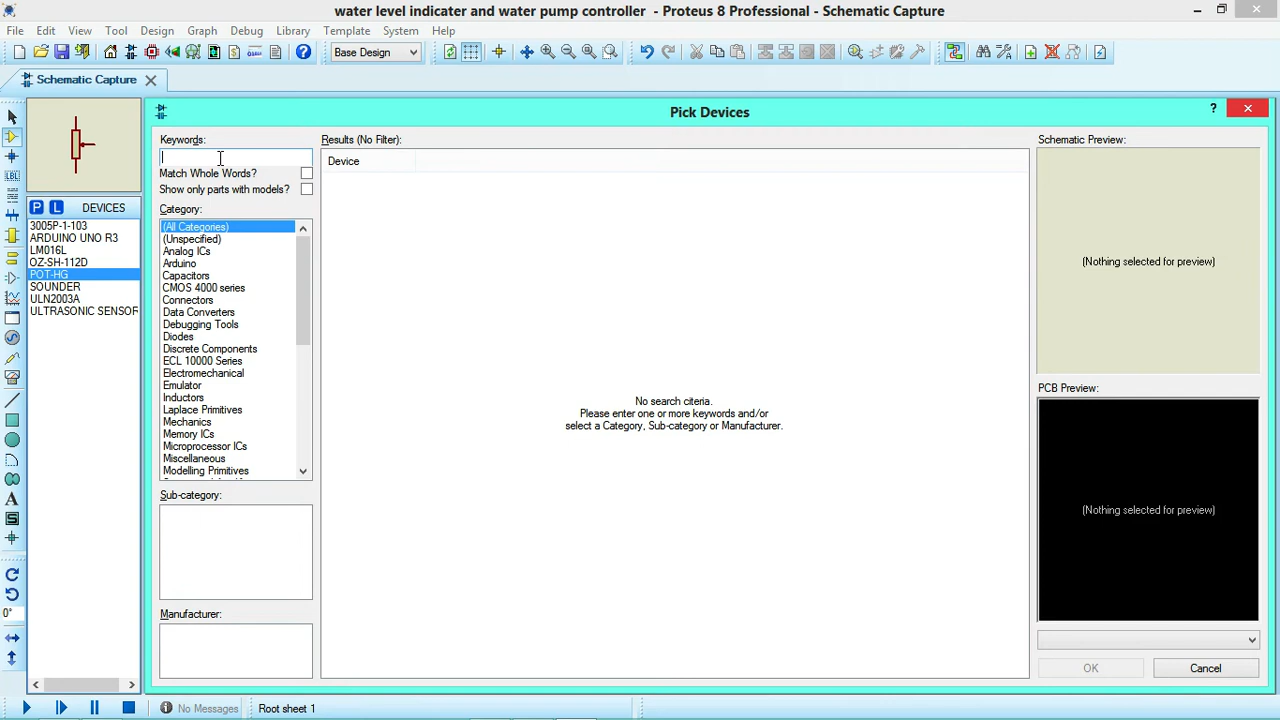 water level indicater and water pump controller - Proteus 8 Professional - Schematic Capture
File Edit View Tool Design Graph Debug Library Template System Help
Base Design
Schematic Capture
Pick Devices
?
Keywords:
Match Whole Words?
Show only parts with models?
Category:
(All Categories)
(Unspecified)
Analog ICs
Arduino
Capacitors
CMOS 4000 series
Connectors
Data Converters
Debugging Tools
Diodes
Discrete Components
ECL 10000 Series
Electromechanical
Emulator
Inductors
Laplace Primitives
Mechanics
Memory ICs
Microprocessor ICs
Miscellaneous
Modelling Primitives
Sub-category:
Manufacturer:
Results (No Filter):
Device
No search citeria.
Please enter one or more keywords and/or
select a Category, Sub-category or Manufacturer.
Schematic Preview:
(Nothing selected for preview)
PCB Preview:
(Nothing selected for preview)
OK Cancel
P L DEVICES
3005P-1-103
ARDUINO UNO R3
LM016L
OZ-SH-112D
POT-HG
SOUNDER
ULN2003A
ULTRASONIC SENSOR
LBL
A
S
0°
No Messages
Root sheet 1